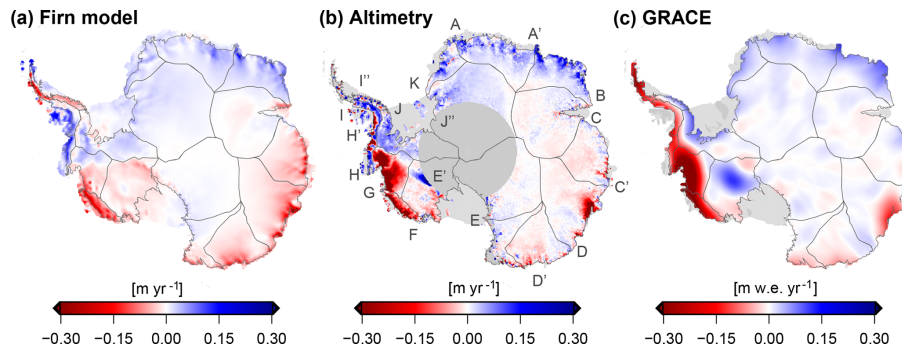 (a) Firn model
(b) Altimetry
(c) GRACE
A
A’
I’’
K
B
J
C
I
J’’
H’
H
E’
C’
G
E
F
D
D’
[m yr⁻¹]
−0.30 −0.15 0.00 0.15 0.30
[m yr⁻¹]
−0.30 −0.15 0.00 0.15 0.30
[m w.e. yr⁻¹]
−0.30 −0.15 0.00 0.15 0.30